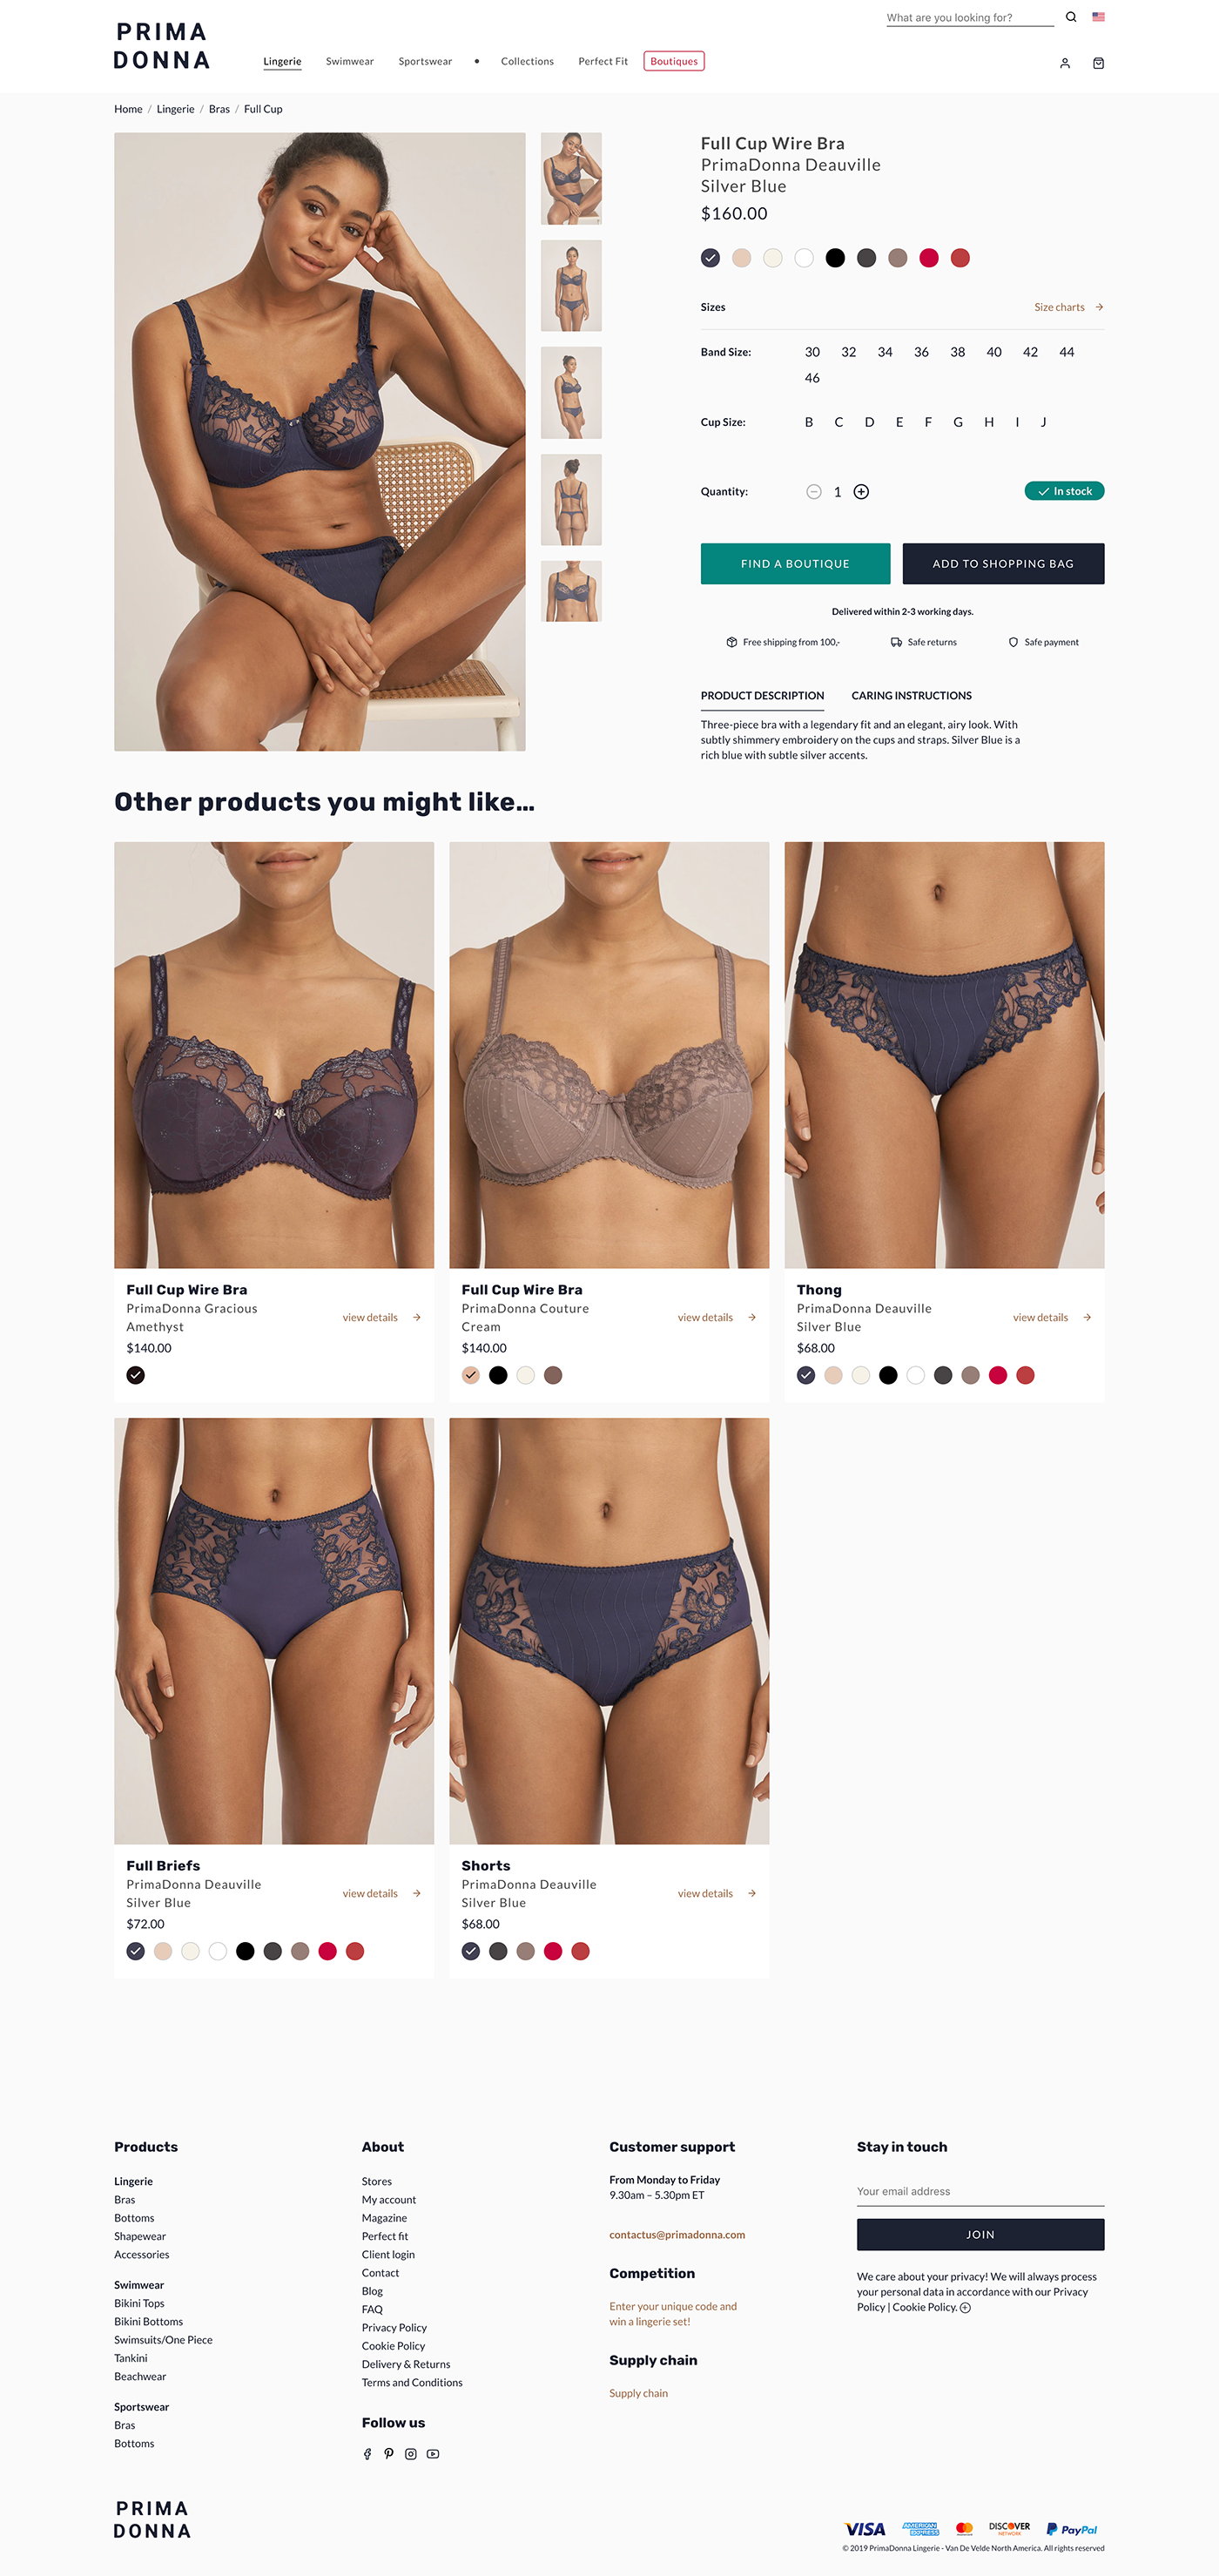 PRIMA
DONNA
What are you looking for?
Lingerie Swimwear Sportswear • Collections Perfect Fit Boutiques
Home / Lingerie / Bras / Full Cup
Full Cup Wire Bra
PrimaDonna Deauville
Silver Blue
$160.00
Sizes Size charts →
Band Size: 30 32 34 36 38 40 42 44
46
Cup Size: B C D E F G H I J
Quantity: 1 In stock
FIND A BOUTIQUE ADD TO SHOPPING BAG
Delivered within 2-3 working days.
Free shipping from 100,- Safe returns Safe payment
PRODUCT DESCRIPTION CARING INSTRUCTIONS
Three-piece bra with a legendary fit and an elegant, airy look. With
subtly shimmery embroidery on the cups and straps. Silver Blue is a
rich blue with subtle silver accents.
Other products you might like...
Full Cup Wire Bra
PrimaDonna Gracious
Amethyst
view details →
$140.00
Full Cup Wire Bra
PrimaDonna Couture
Cream
view details →
$140.00
Thong
PrimaDonna Deauville
Silver Blue
view details →
$68.00
Full Briefs
PrimaDonna Deauville
Silver Blue
view details →
$72.00
Shorts
PrimaDonna Deauville
Silver Blue
view details →
$68.00
Products
Lingerie
Bras
Bottoms
Shapewear
Accessories
Swimwear
Bikini Tops
Bikini Bottoms
Swimsuits/One Piece
Tankini
Beachwear
Sportswear
Bras
Bottoms
About
Stores
My account
Magazine
Perfect fit
Client login
Contact
Blog
FAQ
Privacy Policy
Cookie Policy
Delivery & Returns
Terms and Conditions
Follow us
Customer support
From Monday to Friday
9.30am – 5.30pm ET
contactus@primadonna.com
Competition
Enter your unique code and
win a lingerie set!
Supply chain
Supply chain
Stay in touch
Your email address
JOIN
We care about your privacy! We will always process
your personal data in accordance with our Privacy
Policy | Cookie Policy.
PRIMA
DONNA
VISA AMERICAN EXPRESS DISCOVER NETWORK PayPal
© 2019 PrimaDonna Lingerie - Van De Velde North America. All rights reserved